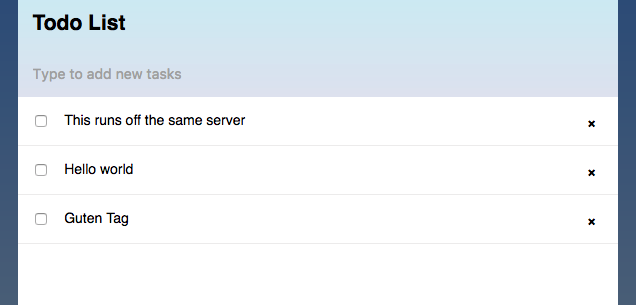 Todo List
Type to add new tasks
This runs off the same server
Hello world
Guten Tag